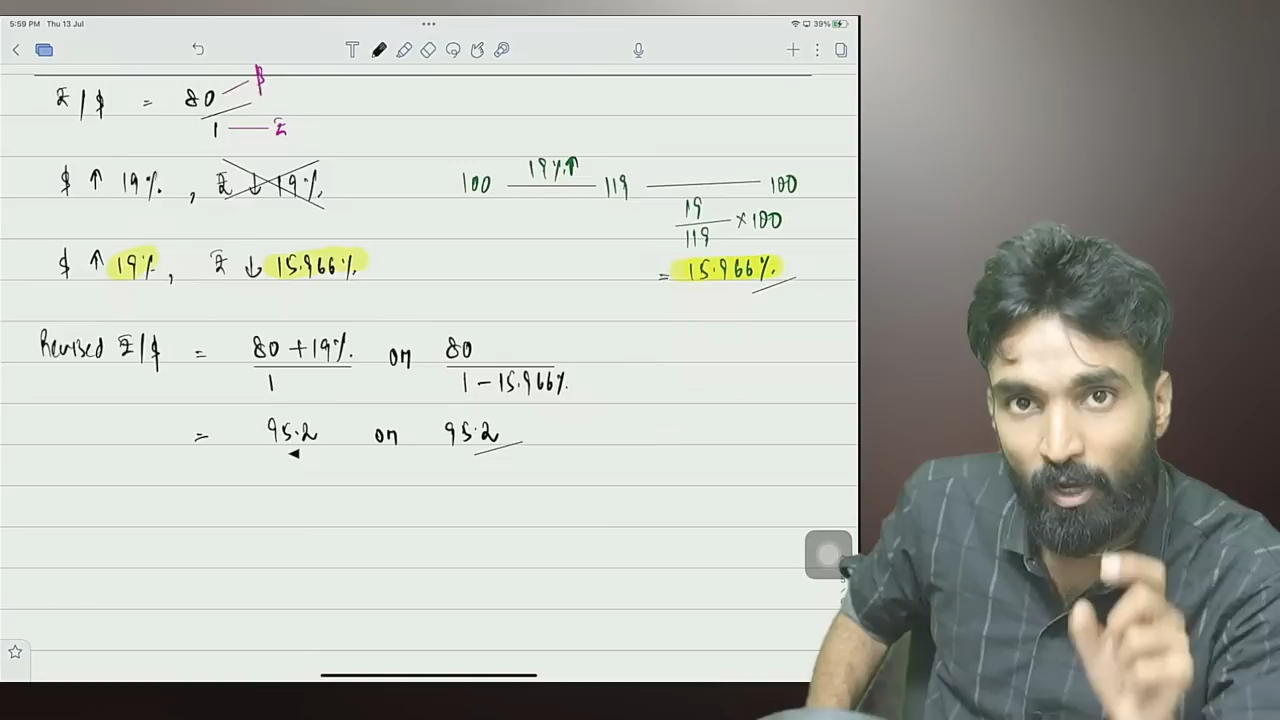 5:59 PM Thu 13 Jul
39%
₹/$ = 80/1 $ ₹
$ ↑ 19%, ₹ ↓ 19%
100 19%↑ 119 100
19/119 × 100
$ ↑ 19%, ₹ ↓ 15.966%
= 15.966%
Revised ₹/$ = 80 + 19% / 1 or 80 / 1 - 15.966%
= 95.2 or 95.2